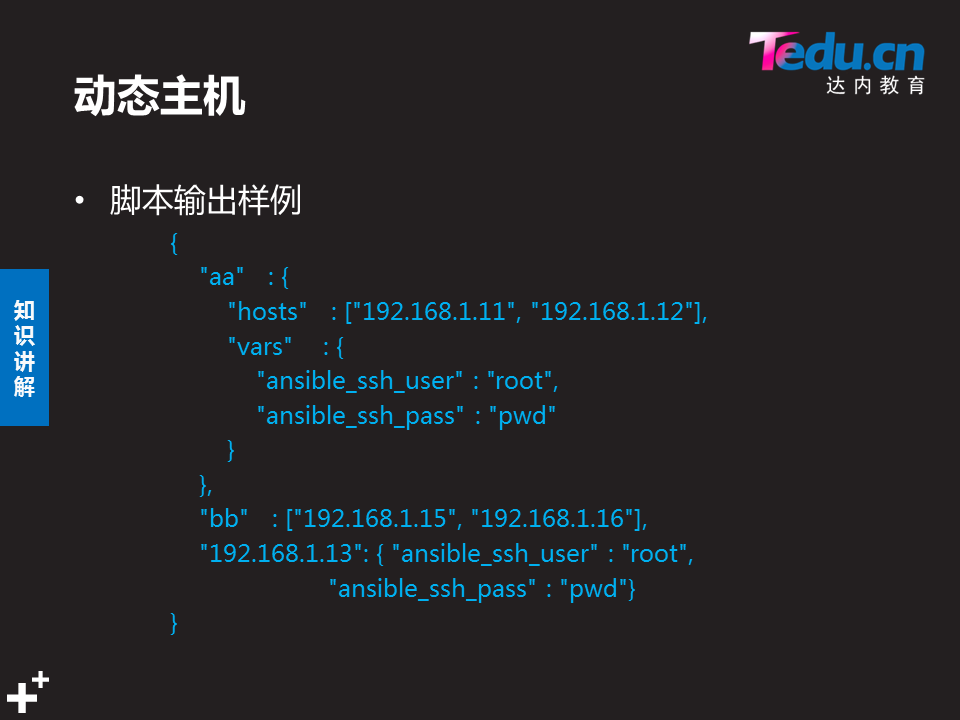 Tedu.cn
达内教育
动态主机
• 脚本输出样例
{
"aa" : {
"hosts" : ["192.168.1.11", "192.168.1.12"],
"vars" : {
"ansible_ssh_user" : "root",
"ansible_ssh_pass" : "pwd"
}
},
"bb" : ["192.168.1.15", "192.168.1.16"],
"192.168.1.13": { "ansible_ssh_user" : "root",
"ansible_ssh_pass" : "pwd"}
}
知识讲解